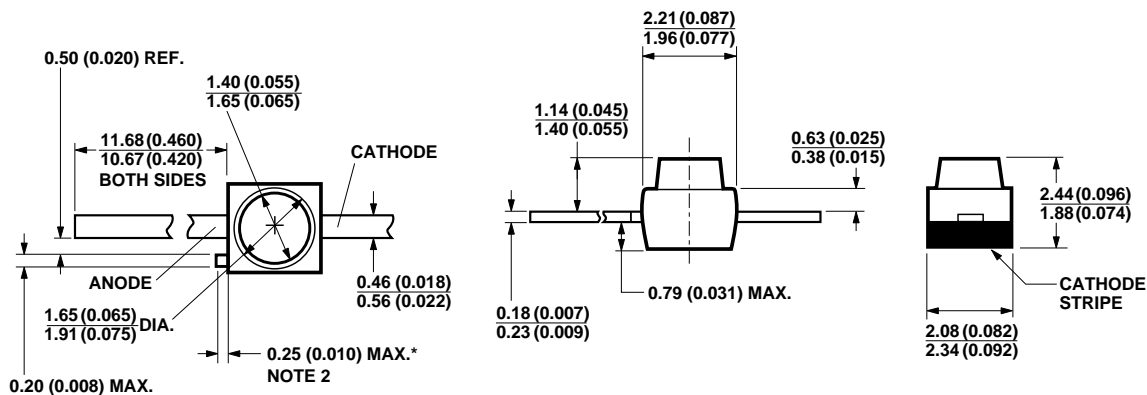 0.50 (0.020) REF.
1.40 (0.055)
1.65 (0.065)
11.68 (0.460)
10.67 (0.420)
BOTH SIDES
CATHODE
ANODE
0.46 (0.018)
0.56 (0.022)
1.65 (0.065)
1.91 (0.075)
DIA.
0.25 (0.010) MAX.*
NOTE 2
0.20 (0.008) MAX.
2.21 (0.087)
1.96 (0.077)
1.14 (0.045)
1.40 (0.055)
0.63 (0.025)
0.38 (0.015)
0.79 (0.031) MAX.
0.18 (0.007)
0.23 (0.009)
2.44 (0.096)
1.88 (0.074)
CATHODE
STRIPE
2.08 (0.082)
2.34 (0.092)